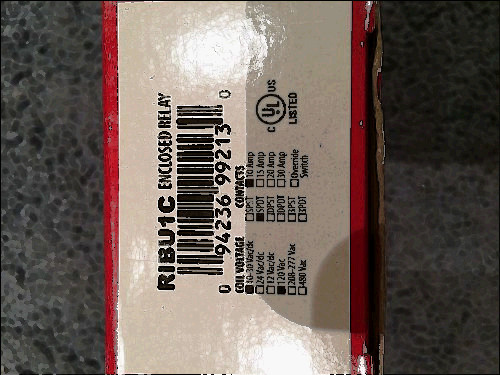 RIBU1C ENCLOSED RELAY
0 94236 99213 0
COIL VOLTAGE CONTACTS
10-30 Vac/dc SPST 10 Amp
24 Vac/dc SPDT 15 Amp
12 Vac/dc DPST 20 Amp
120 Vac DPDT 30 Amp
208-277 Vac 3PST Override
480 Vac 3PDT Switch
C UL US
LISTED